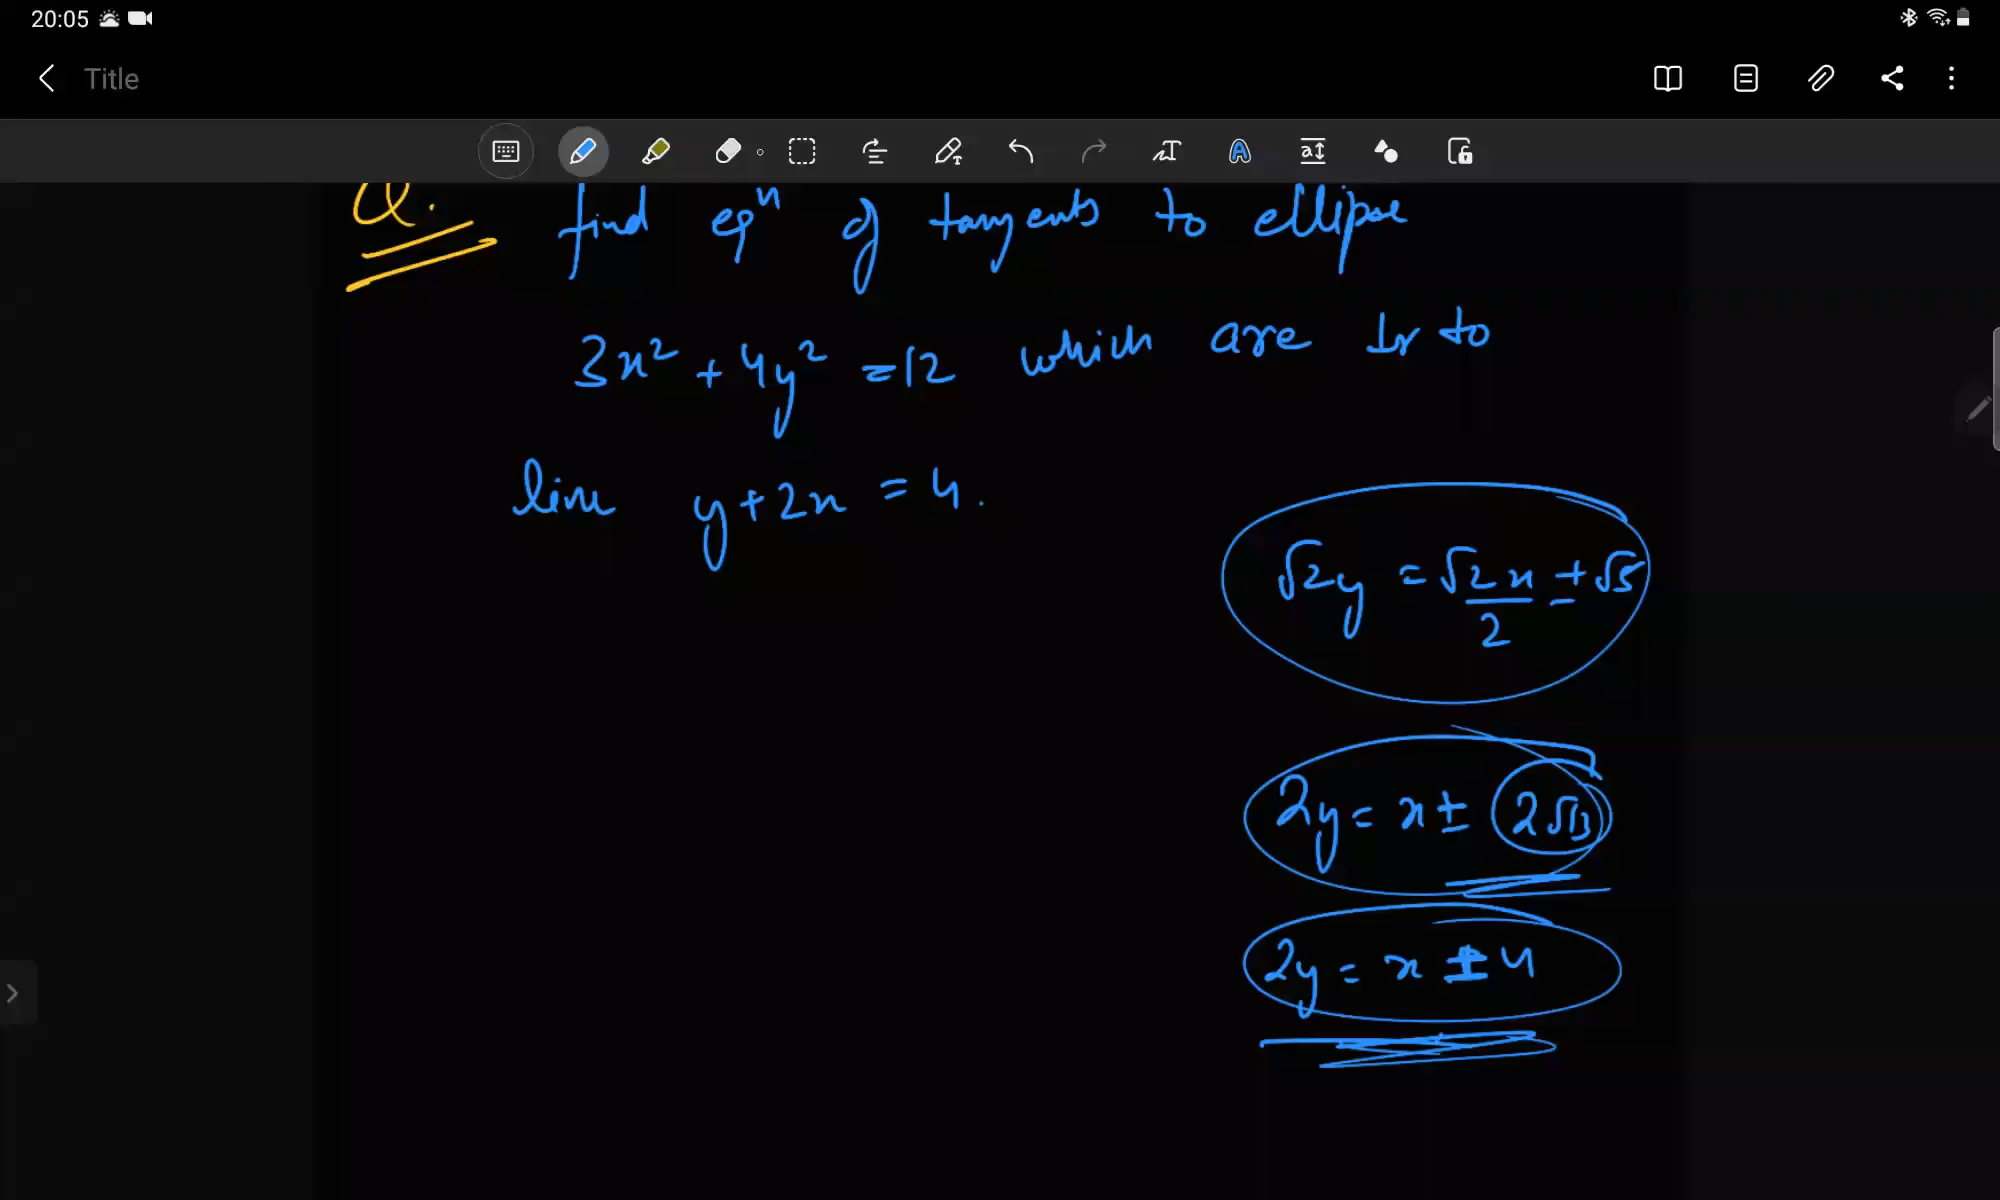 20:05
Title
Q. find eqⁿ of tangents to ellipse
3x² + 4y² = 12 which are ⊥r to
line y + 2x = 4.
√2y = √2x/2 ± √5
2y = x ± 2√13
2y = x ± 4